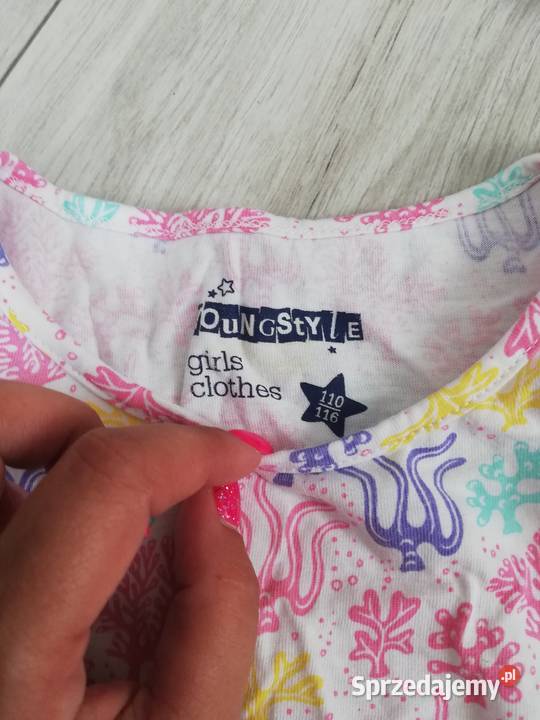 YOUNGSTYLE
girls
clothes
110
116
Sprzedajemy.pl